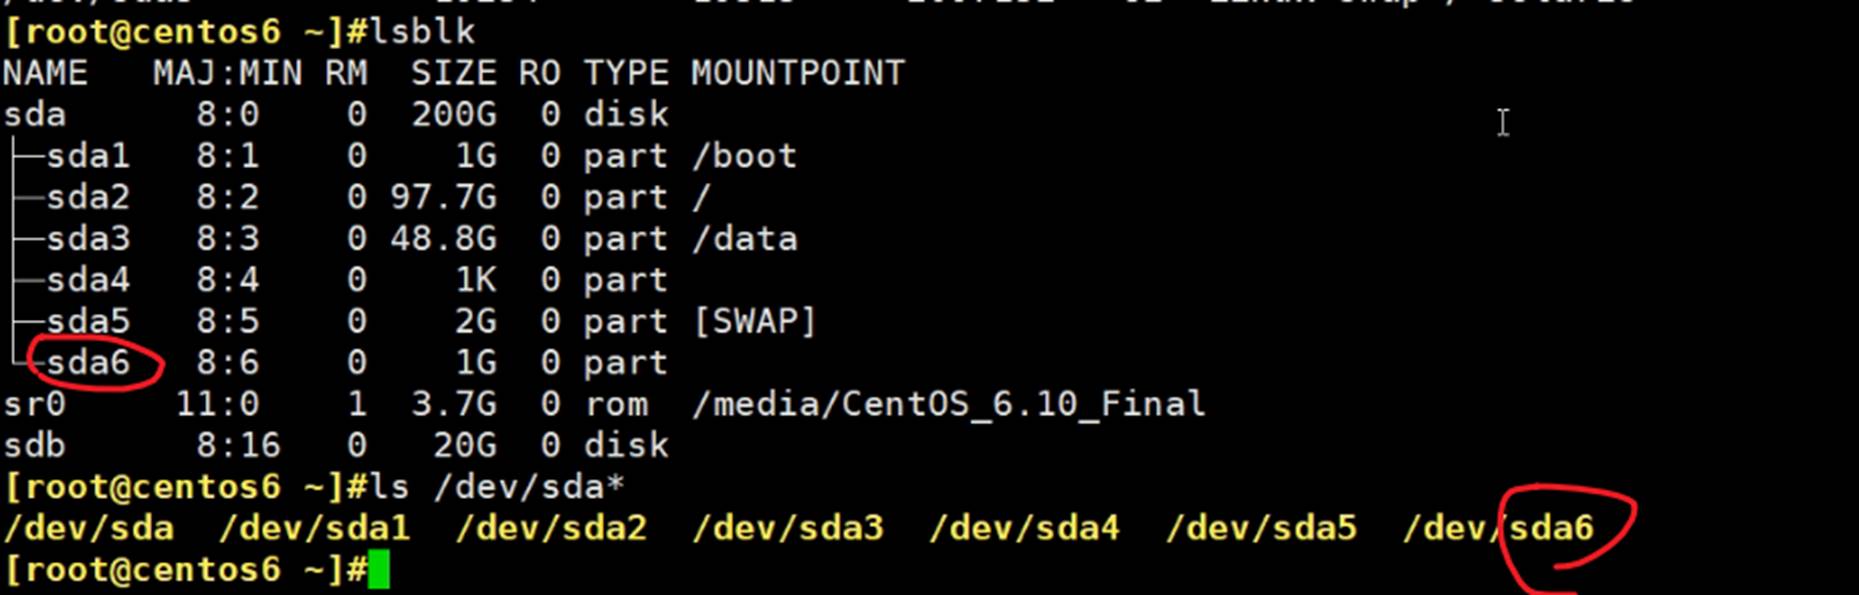 [root@centos6 ~]#lsblk
NAME   MAJ:MIN RM  SIZE RO TYPE MOUNTPOINT
sda      8:0    0  200G  0 disk
├─sda1   8:1    0    1G  0 part /boot
├─sda2   8:2    0 97.7G  0 part /
├─sda3   8:3    0 48.8G  0 part /data
├─sda4   8:4    0    1K  0 part
├─sda5   8:5    0    2G  0 part [SWAP]
└─sda6   8:6    0    1G  0 part
sr0     11:0    1  3.7G  0 rom  /media/CentOS_6.10_Final
sdb      8:16   0   20G  0 disk
[root@centos6 ~]#ls /dev/sda*
/dev/sda  /dev/sda1  /dev/sda2  /dev/sda3  /dev/sda4  /dev/sda5  /dev/sda6
[root@centos6 ~]#